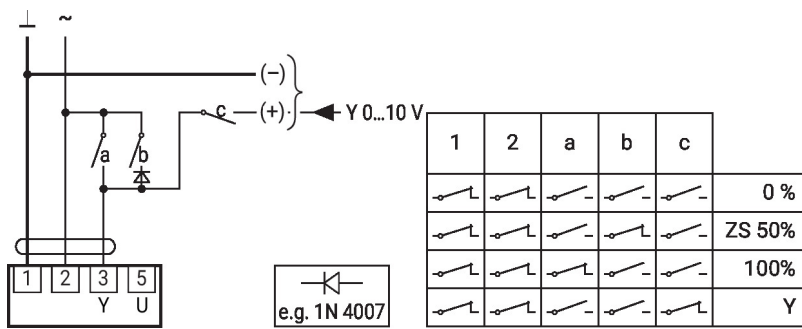 ⊥ ~
(–)
c (+) Y 0...10 V
a b
1 2 3 5
Y U
e.g. 1N 4007
1 2 a b c
0 %
ZS 50%
100%
Y